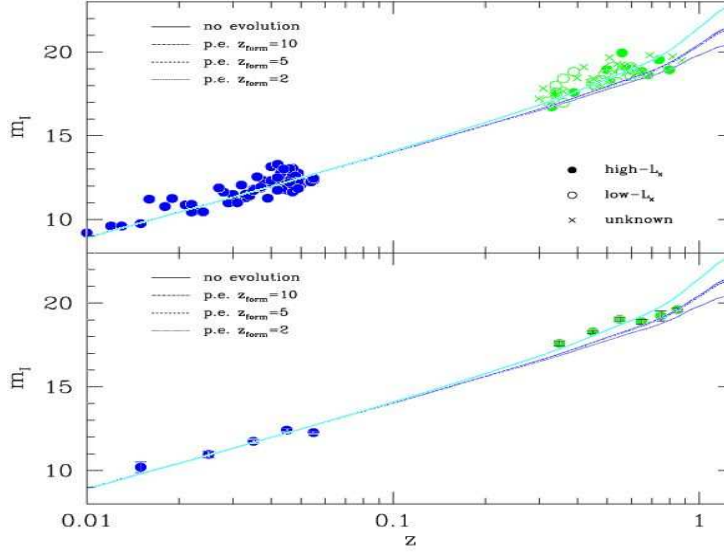 no evolution
p.e. z_form=10
p.e. z_form=5
p.e. z_form=2
20
15
10
m_I
high-L_x
low-L_x
unknown
no evolution
p.e. z_form=10
p.e. z_form=5
p.e. z_form=2
20
15
10
m_I
0.01
0.1
1
z